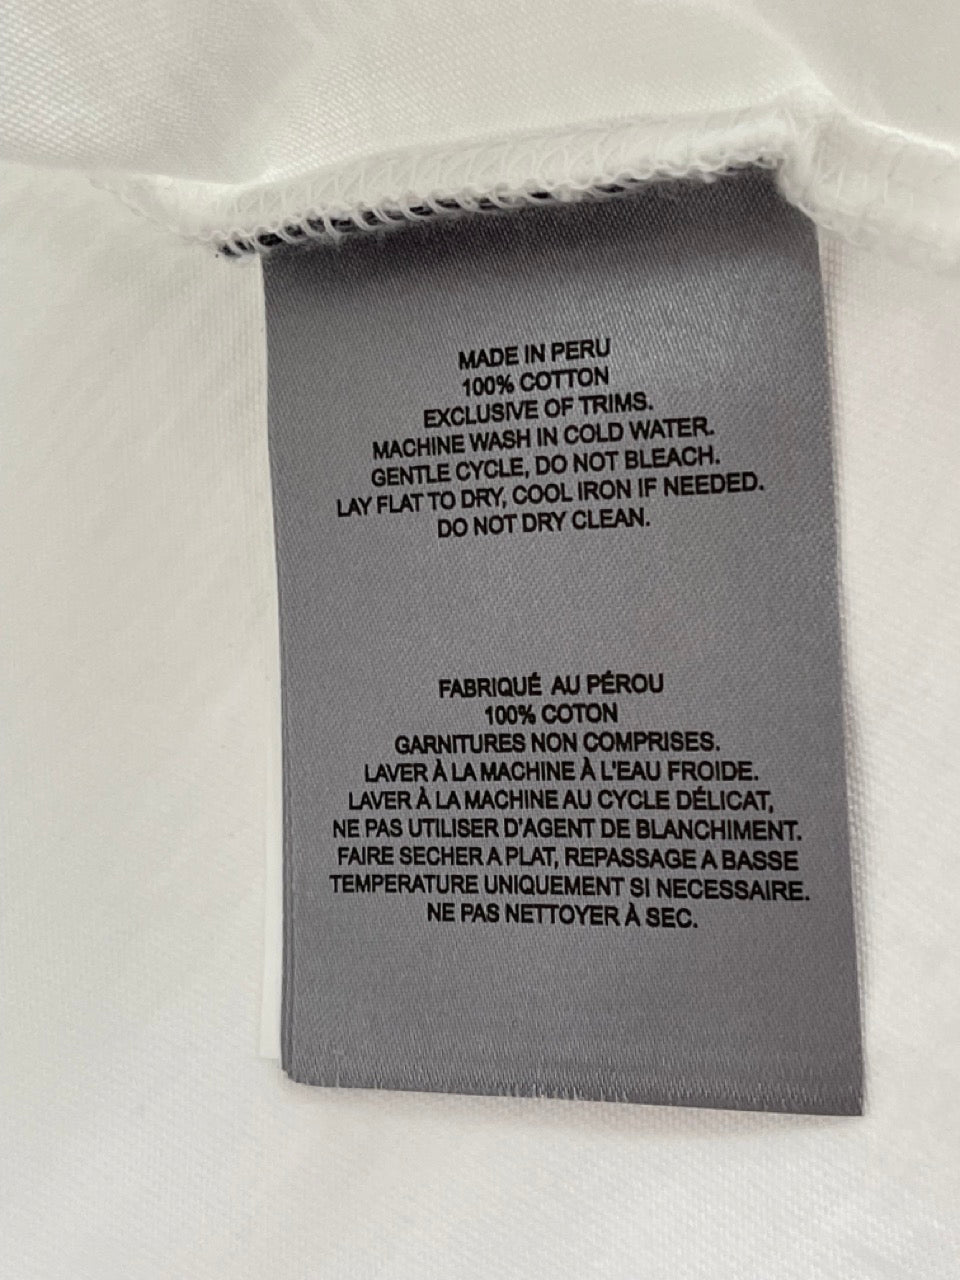 MADE IN PERU
100% COTTON
EXCLUSIVE OF TRIMS.
MACHINE WASH IN COLD WATER.
GENTLE CYCLE, DO NOT BLEACH.
LAY FLAT TO DRY, COOL IRON IF NEEDED.
DO NOT DRY CLEAN.
FABRIQUÉ AU PÉROU
100% COTON
GARNITURES NON COMPRISES.
LAVER À LA MACHINE À L'EAU FROIDE.
LAVER À LA MACHINE AU CYCLE DÉLICAT,
NE PAS UTILISER D'AGENT DE BLANCHIMENT.
FAIRE SECHER A PLAT, REPASSAGE A BASSE
TEMPERATURE UNIQUEMENT SI NECESSAIRE.
NE PAS NETTOYER À SEC.